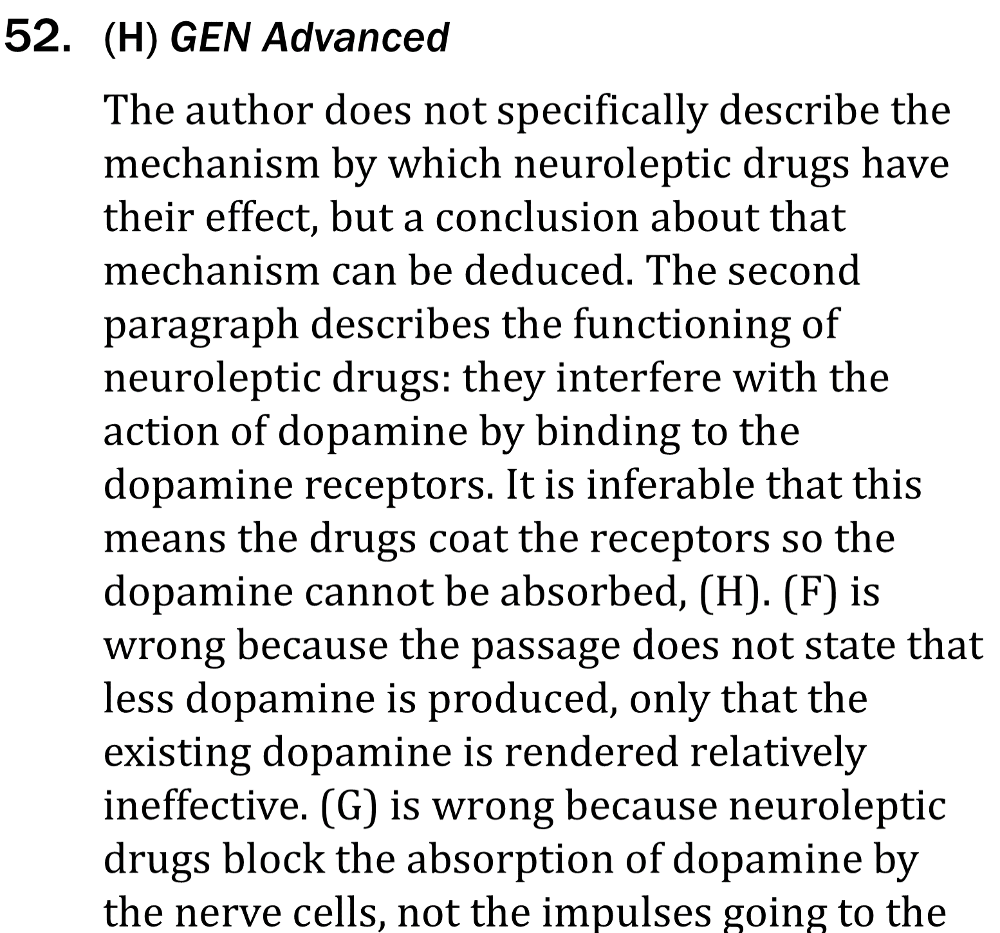 52. (H) GEN Advanced
The author does not specifically describe the
mechanism by which neuroleptic drugs have
their effect, but a conclusion about that
mechanism can be deduced. The second
paragraph describes the functioning of
neuroleptic drugs: they interfere with the
action of dopamine by binding to the
dopamine receptors. It is inferable that this
means the drugs coat the receptors so the
dopamine cannot be absorbed, (H). (F) is
wrong because the passage does not state that
less dopamine is produced, only that the
existing dopamine is rendered relatively
ineffective. (G) is wrong because neuroleptic
drugs block the absorption of dopamine by
the nerve cells, not the impulses going to the